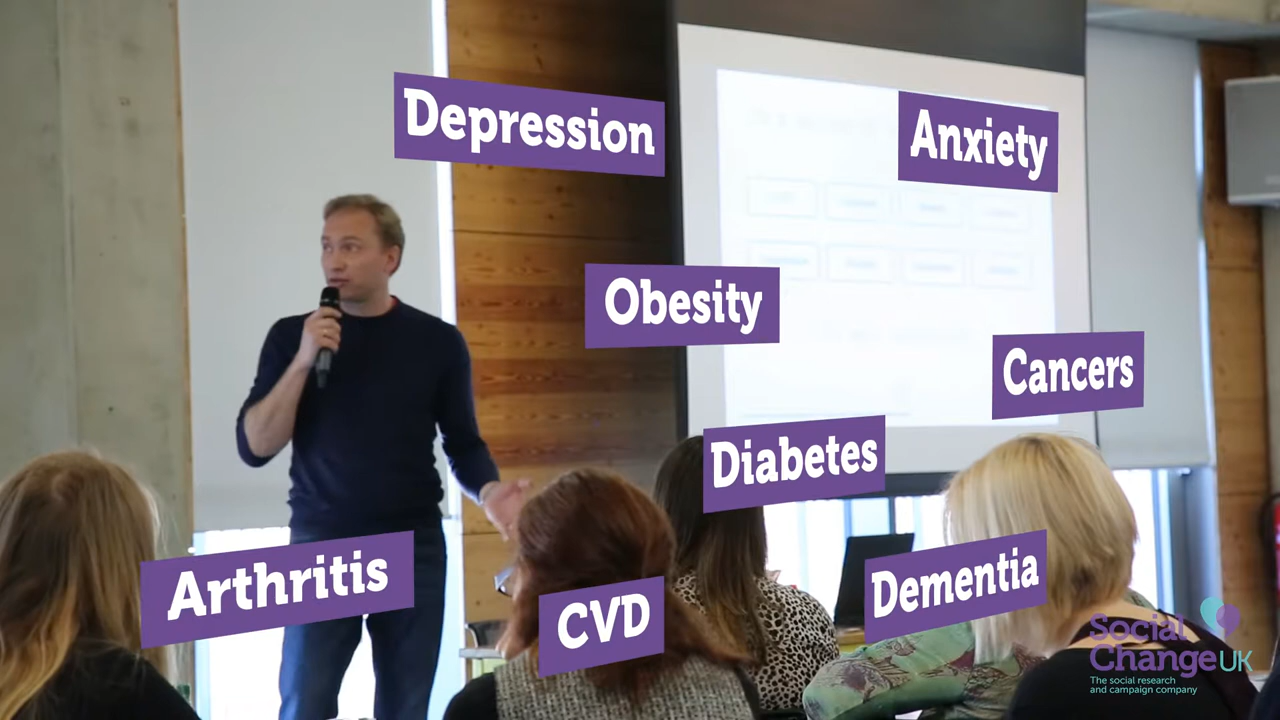 Depression
Anxiety
Obesity
Cancers
Diabetes
Arthritis
CVD
Dementia
Social
ChangeUK
The social research
and campaign company